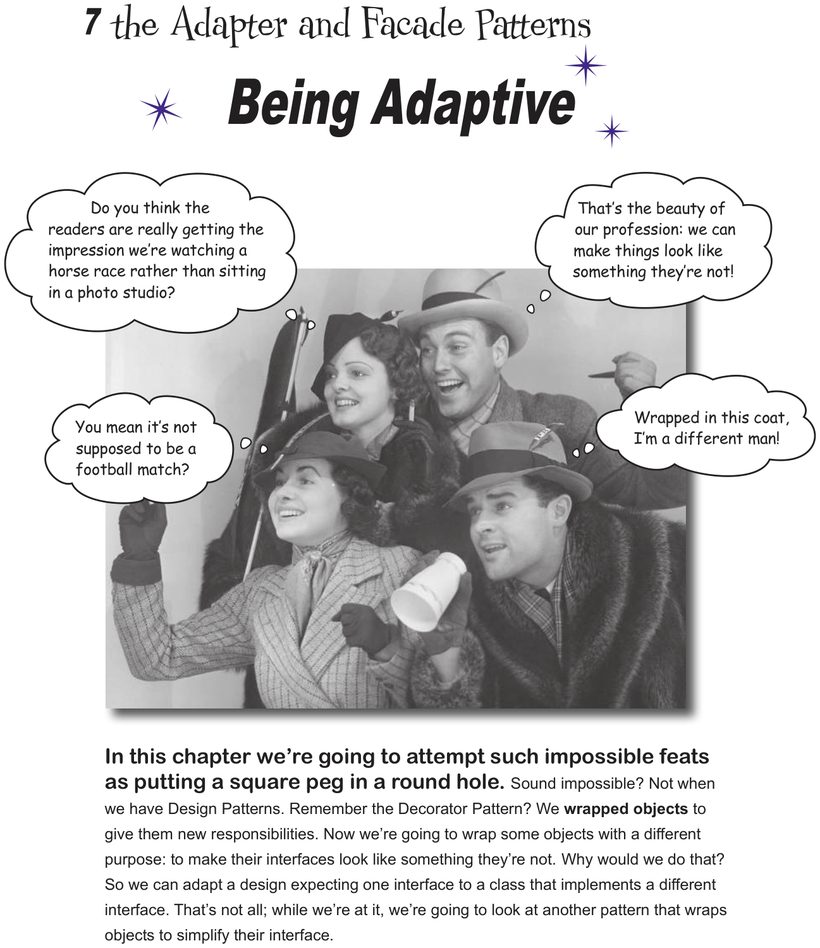 7 the Adapter and Facade Patterns
Being Adaptive
Do you think the
readers are really getting the
impression we're watching a
horse race rather than sitting
in a photo studio?
That's the beauty of
our profession: we can
make things look like
something they're not!
You mean it's not
supposed to be a
football match?
Wrapped in this coat,
I'm a different man!
In this chapter we're going to attempt such impossible feats
as putting a square peg in a round hole. Sound impossible? Not when
we have Design Patterns. Remember the Decorator Pattern? We wrapped objects to
give them new responsibilities. Now we're going to wrap some objects with a different
purpose: to make their interfaces look like something they're not. Why would we do that?
So we can adapt a design expecting one interface to a class that implements a different
interface. That's not all; while we're at it, we're going to look at another pattern that wraps
objects to simplify their interface.